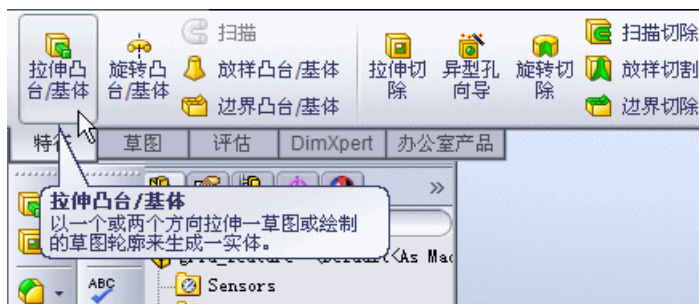 拉伸凸台/基体
旋转凸台/基体
扫描
放样凸台/基体
边界凸台/基体
拉伸切除
异型孔向导
旋转切除
扫描切除
放样切割
边界切除
特
草图
评估
DimXpert
办公室产品
»
拉伸凸台/基体
以一个或两个方向拉伸一草图或绘制
的草图轮廓来生成一实体。
<As Mac
ABC
Sensors